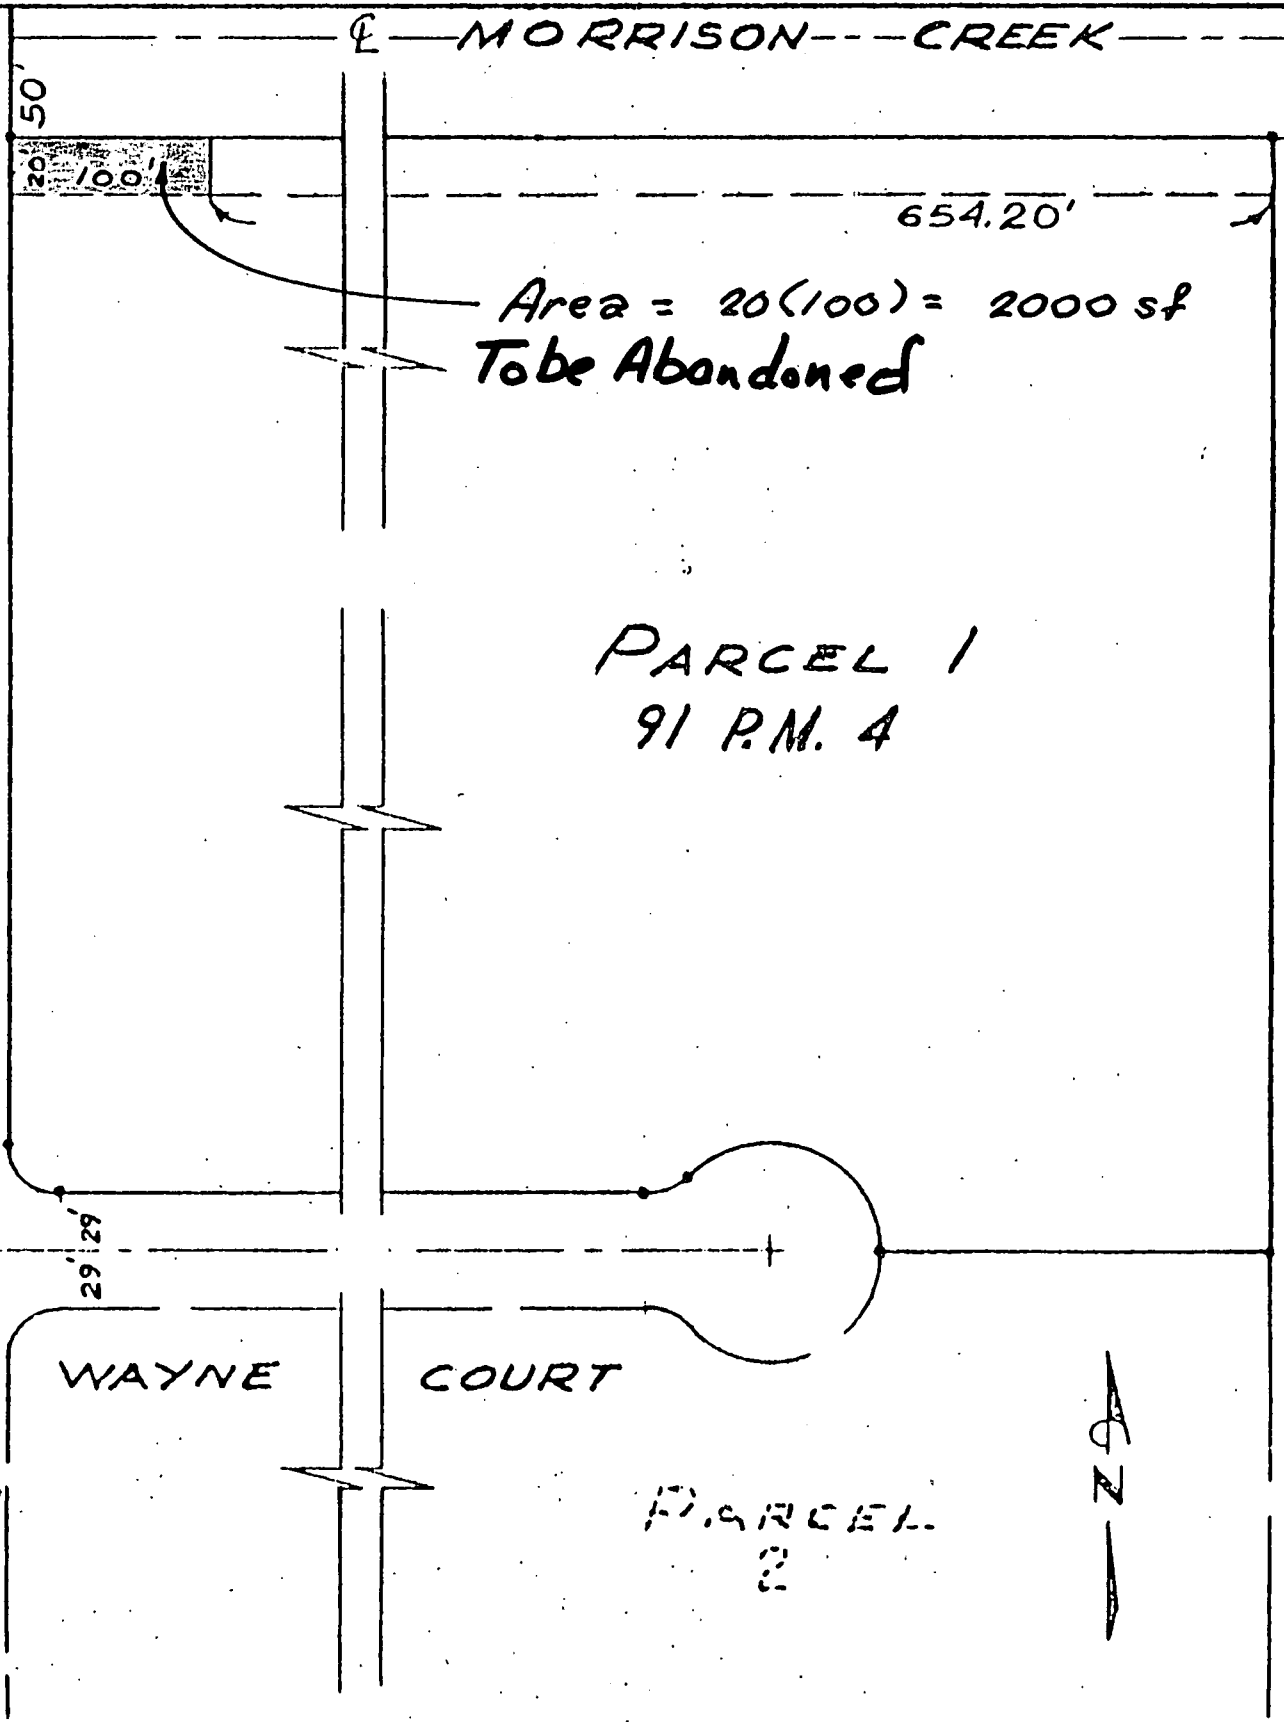 ℄ MORRISON CREEK
50'
20' 100'
654.20'
Area = 20(100) = 2000 sf
To be Abandoned
PARCEL 1
91 P.M. 4
29' 29'
WAYNE COURT
N
PARCEL
2